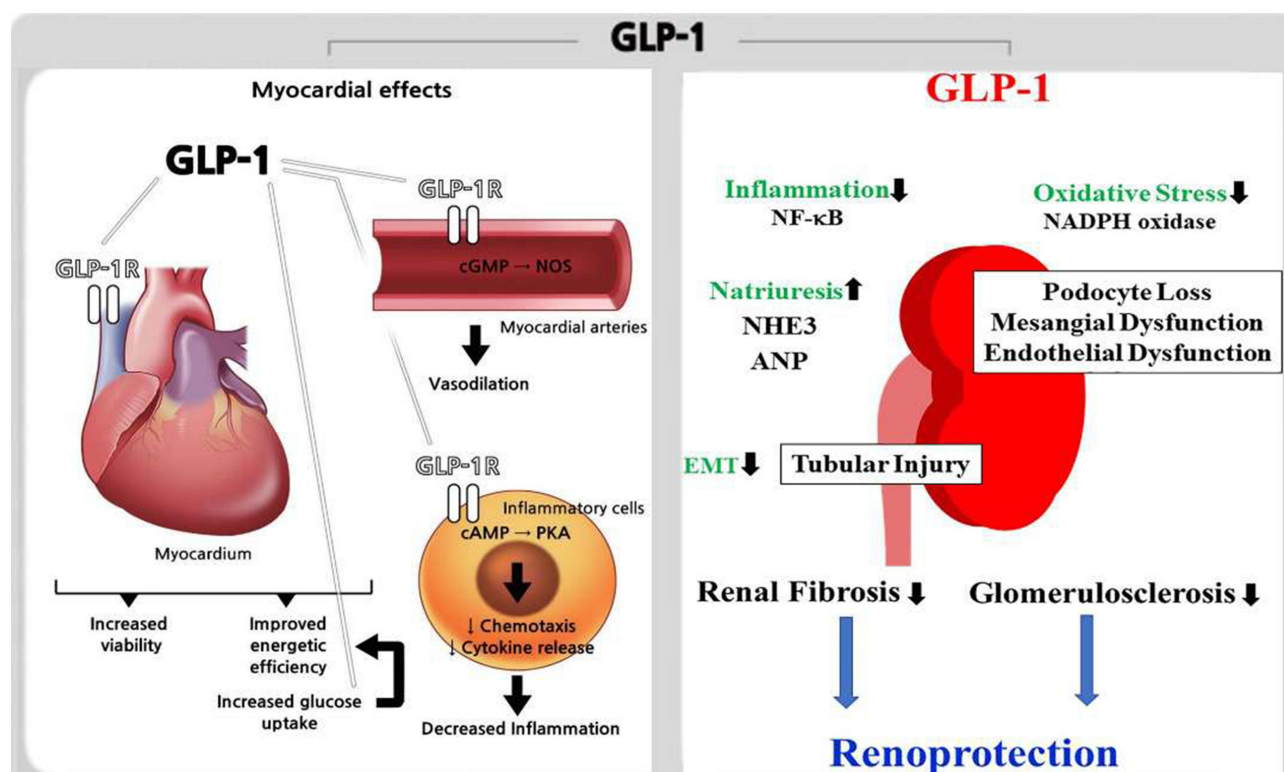 GLP-1
Myocardial effects
GLP-1
GLP-1R
GLP-1R
cGMP → NOS
Myocardial arteries
Vasodilation
Myocardium
GLP-1R
Inflammatory cells
cAMP → PKA
↓ Chemotaxis
↓ Cytokine release
Decreased Inflammation
Increased
viability
Improved
energetic
efficiency
Increased glucose
uptake
GLP-1
Inflammation ↓
NF-κB
Oxidative Stress ↓
NADPH oxidase
Natriuresis ↑
NHE3
ANP
Podocyte Loss
Mesangial Dysfunction
Endothelial Dysfunction
EMT ↓
Tubular Injury
Renal Fibrosis ↓
Glomerulosclerosis ↓
Renoprotection